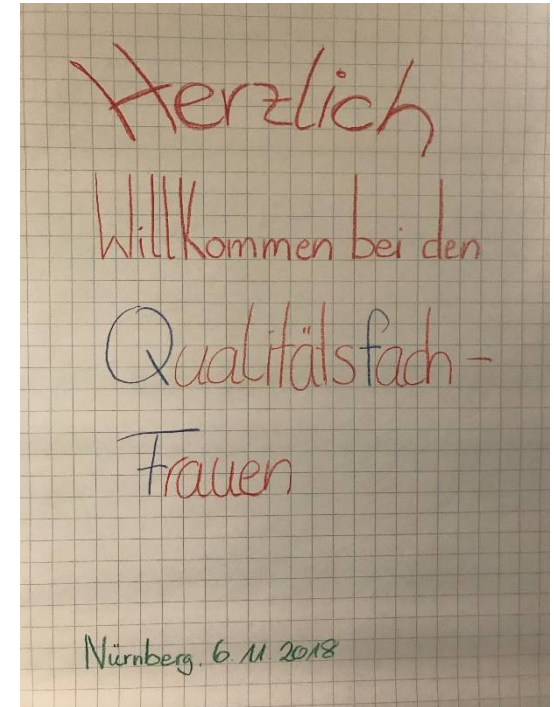 Herzlich
Willkommen bei den
Qualitätsfach-
Frauen
Nürnberg. 6. 11. 2018